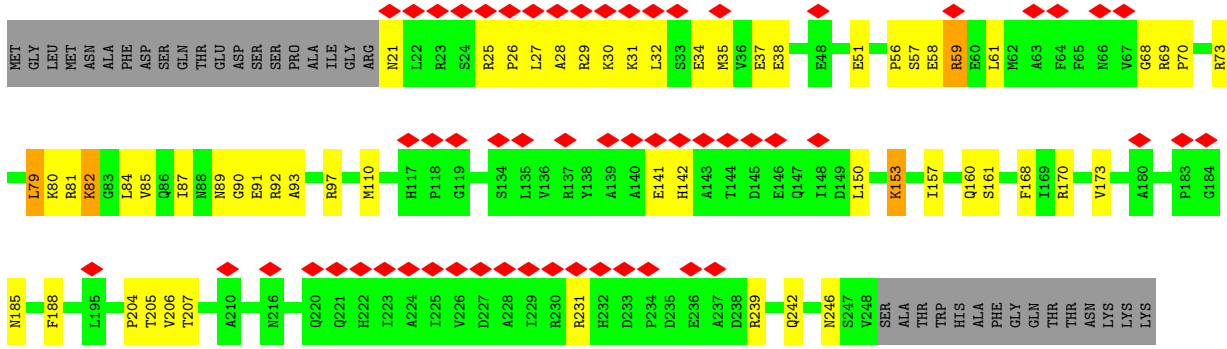 MET GLY LEU MET ASN ALA PHE ASP SER GLN THR GLU ASP SER SER PRO ALA ILE GLY ARG N21 L22 R23 S24 R25 P26 L27 A28 R29 K30 K31 L32 S33 E34 M35 V36 E37 E38 E48 E51 P56 S57 E58 R59 E60 L61 M62 A63 F64 F65 N66 V67 G68 R69 P70 R73
L79 K80 R81 K82 G83 L84 V85 Q86 I87 N88 N89 G90 E91 R92 A93 R97 M110 H117 P118 G119 S134 L135 V136 R137 Y138 A139 A140 E141 H142 A143 T144 D145 E146 Q147 I148 D149 L150 K153 I157 Q160 S161 F168 I169 R170 V173 A180 P183 G184
N185 F188 L195 P204 T205 V206 T207 A210 N216 Q220 Q221 H222 I223 A224 I225 V226 D227 A228 I229 R230 R231 H232 D233 P234 D235 E236 A237 D238 R239 Q242 N246 S247 V248 SER ALA THR TRP HIS ALA PHE GLY GLN THR THR ASN LYS LYS LYS